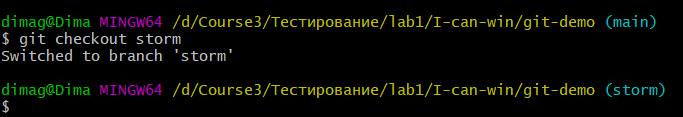 dimag@Dima MINGW64 /d/Course3/Тестирование/lab1/I-can-win/git-demo (main)
$ git checkout storm
Switched to branch 'storm'
dimag@Dima MINGW64 /d/Course3/Тестирование/lab1/I-can-win/git-demo (storm)
$